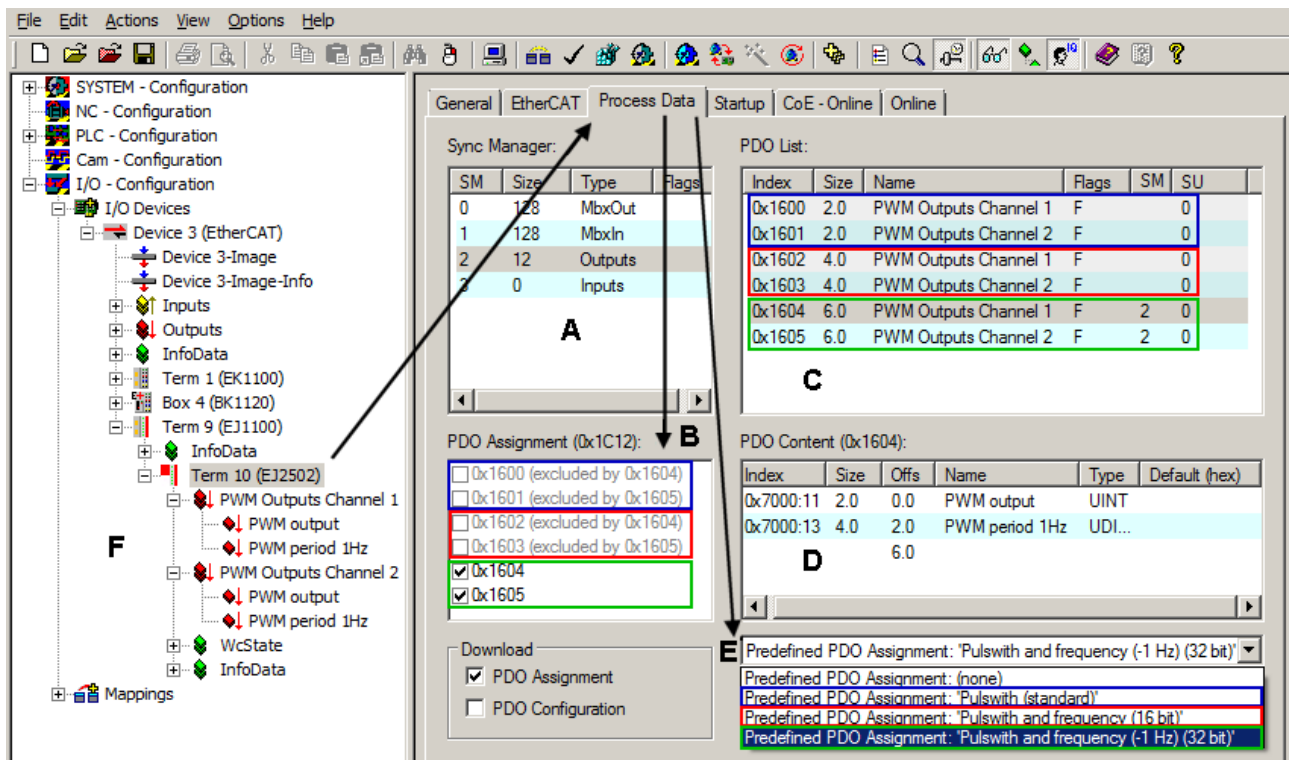 File Edit Actions View Options Help
SYSTEM - Configuration
NC - Configuration
PLC - Configuration
Cam - Configuration
I/O - Configuration
I/O Devices
Device 3 (EtherCAT)
Device 3-Image
Device 3-Image-Info
Inputs
Outputs
InfoData
Term 1 (EK1100)
Box 4 (BK1120)
Term 9 (EJ1100)
InfoData
Term 10 (EJ2502)
PWM Outputs Channel 1
PWM output
PWM period 1Hz
PWM Outputs Channel 2
PWM output
PWM period 1Hz
WcState
InfoData
Mappings
F
General EtherCAT Process Data Startup CoE - Online Online
Sync Manager:
SM Size Type Flags
0 128 MbxOut
1 128 MbxIn
2 12 Outputs
3 0 Inputs
A
PDO List:
Index Size Name Flags SM SU
0x1600 2.0 PWM Outputs Channel 1 F 0
0x1601 2.0 PWM Outputs Channel 2 F 0
0x1602 4.0 PWM Outputs Channel 1 F 0
0x1603 4.0 PWM Outputs Channel 2 F 0
0x1604 6.0 PWM Outputs Channel 1 F 2 0
0x1605 6.0 PWM Outputs Channel 2 F 2 0
C
PDO Assignment (0x1C12):
B
0x1600 (excluded by 0x1604)
0x1601 (excluded by 0x1605)
0x1602 (excluded by 0x1604)
0x1603 (excluded by 0x1605)
0x1604
0x1605
PDO Content (0x1604):
Index Size Offs Name Type Default (hex)
0x7000:11 2.0 0.0 PWM output UINT
0x7000:13 4.0 2.0 PWM period 1Hz UDI...
6.0
D
Download
PDO Assignment
PDO Configuration
E
Predefined PDO Assignment: 'Pulswith and frequency (-1 Hz) (32 bit)'
Predefined PDO Assignment: (none)
Predefined PDO Assignment: 'Pulswith (standard)'
Predefined PDO Assignment: 'Pulswith and frequency (16 bit)'
Predefined PDO Assignment: 'Pulswith and frequency (-1 Hz) (32 bit)'